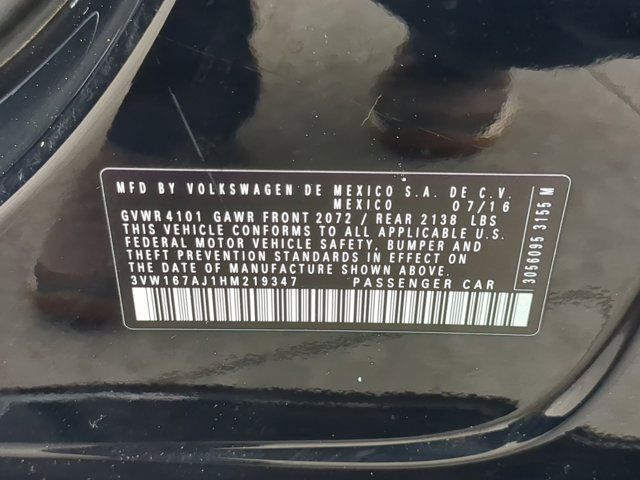 MFD BY VOLKSWAGEN DE MEXICO S.A. DE C.V.
MEXICO 07/16
GVWR 4101 GAWR FRONT 2072 / REAR 2138 LBS
THIS VEHICLE CONFORMS TO ALL APPLICABLE U.S.
FEDERAL MOTOR VEHICLE SAFETY, BUMPER AND
THEFT PREVENTION STANDARDS IN EFFECT ON
THE DATE OF MANUFACTURE SHOWN ABOVE.
3VW167AJ1HM219347 PASSENGER CAR
3056095 3155 M